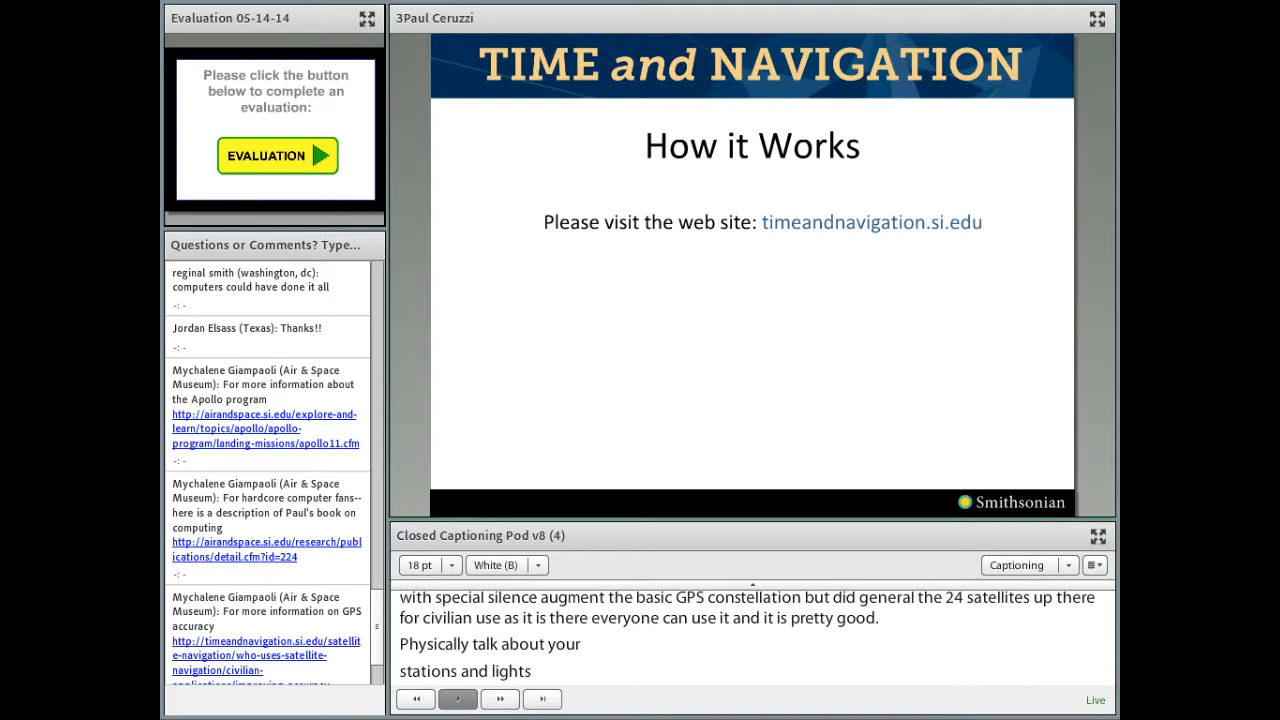 Evaluation 05-14-14
Please click the button
below to complete an
evaluation:
EVALUATION
Questions or Comments? Type...
reginal smith (washington, dc):
computers could have done it all
-: -
Jordan Elsass (Texas): Thanks!!
-: -
Mychalene Giampaoli (Air & Space
Museum): For more information about
the Apollo program
http://airandspace.si.edu/explore-and-
learn/topics/apollo/apollo-
program/landing-missions/apollo11.cfm
-: -
Mychalene Giampaoli (Air & Space
Museum): For hardcore computer fans--
here is a description of Paul's book on
computing
http://airandspace.si.edu/research/publ
ications/detail.cfm?id=224
-: -
Mychalene Giampaoli (Air & Space
Museum): For more information on GPS
accuracy
http://timeandnavigation.si.edu/satellit
e-navigation/who-uses-satellite-
navigation/civilian-
3Paul Ceruzzi
TIME and NAVIGATION
How it Works
Please visit the web site: timeandnavigation.si.edu
Smithsonian
Closed Captioning Pod v8 (4)
18 pt
White (B)
Captioning
with special silence augment the basic GPS constellation but did general the 24 satellites up there
for civilian use as it is there everyone can use it and it is pretty good.
Physically talk about your
stations and lights
Live